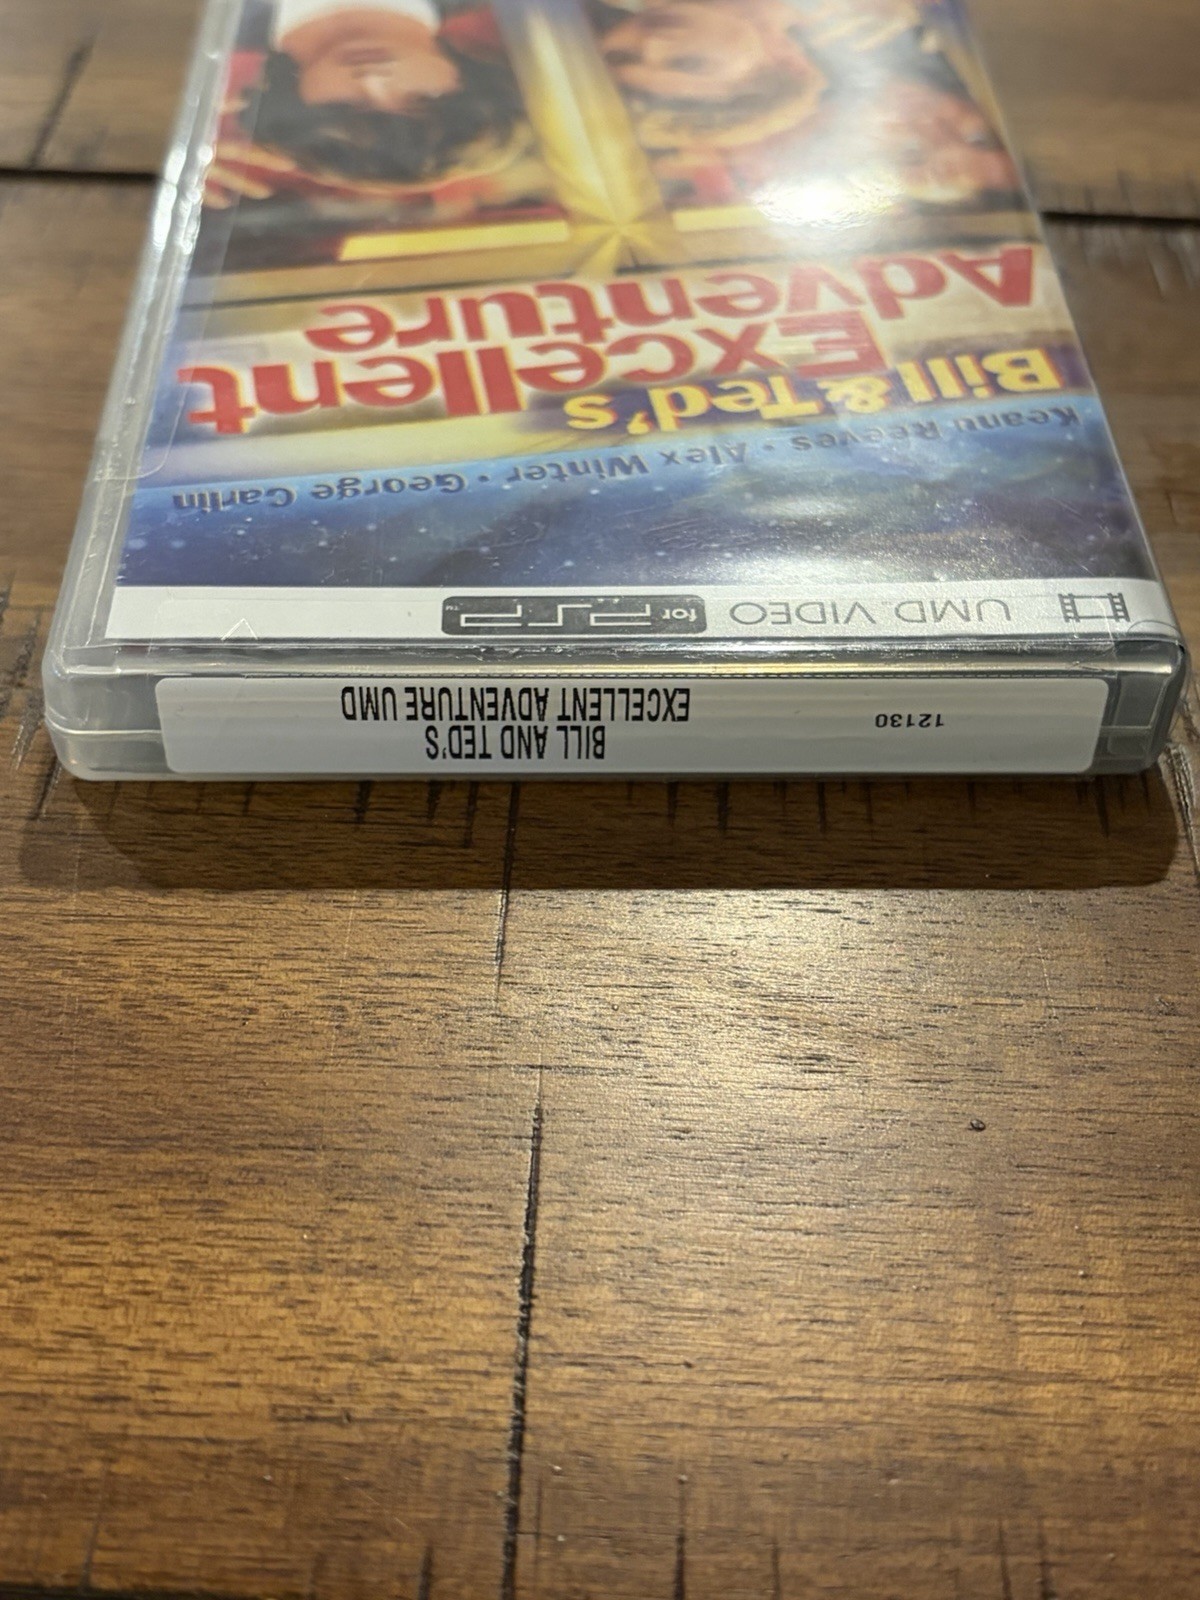 12130
BILL AND TED'S
EXCELLENT ADVENTURE UMD
UMD. VIDEO for PSP™
Keanu Reeves • Alex Winter • George Carlin
Bill & Ted's
Excellent
Adventure